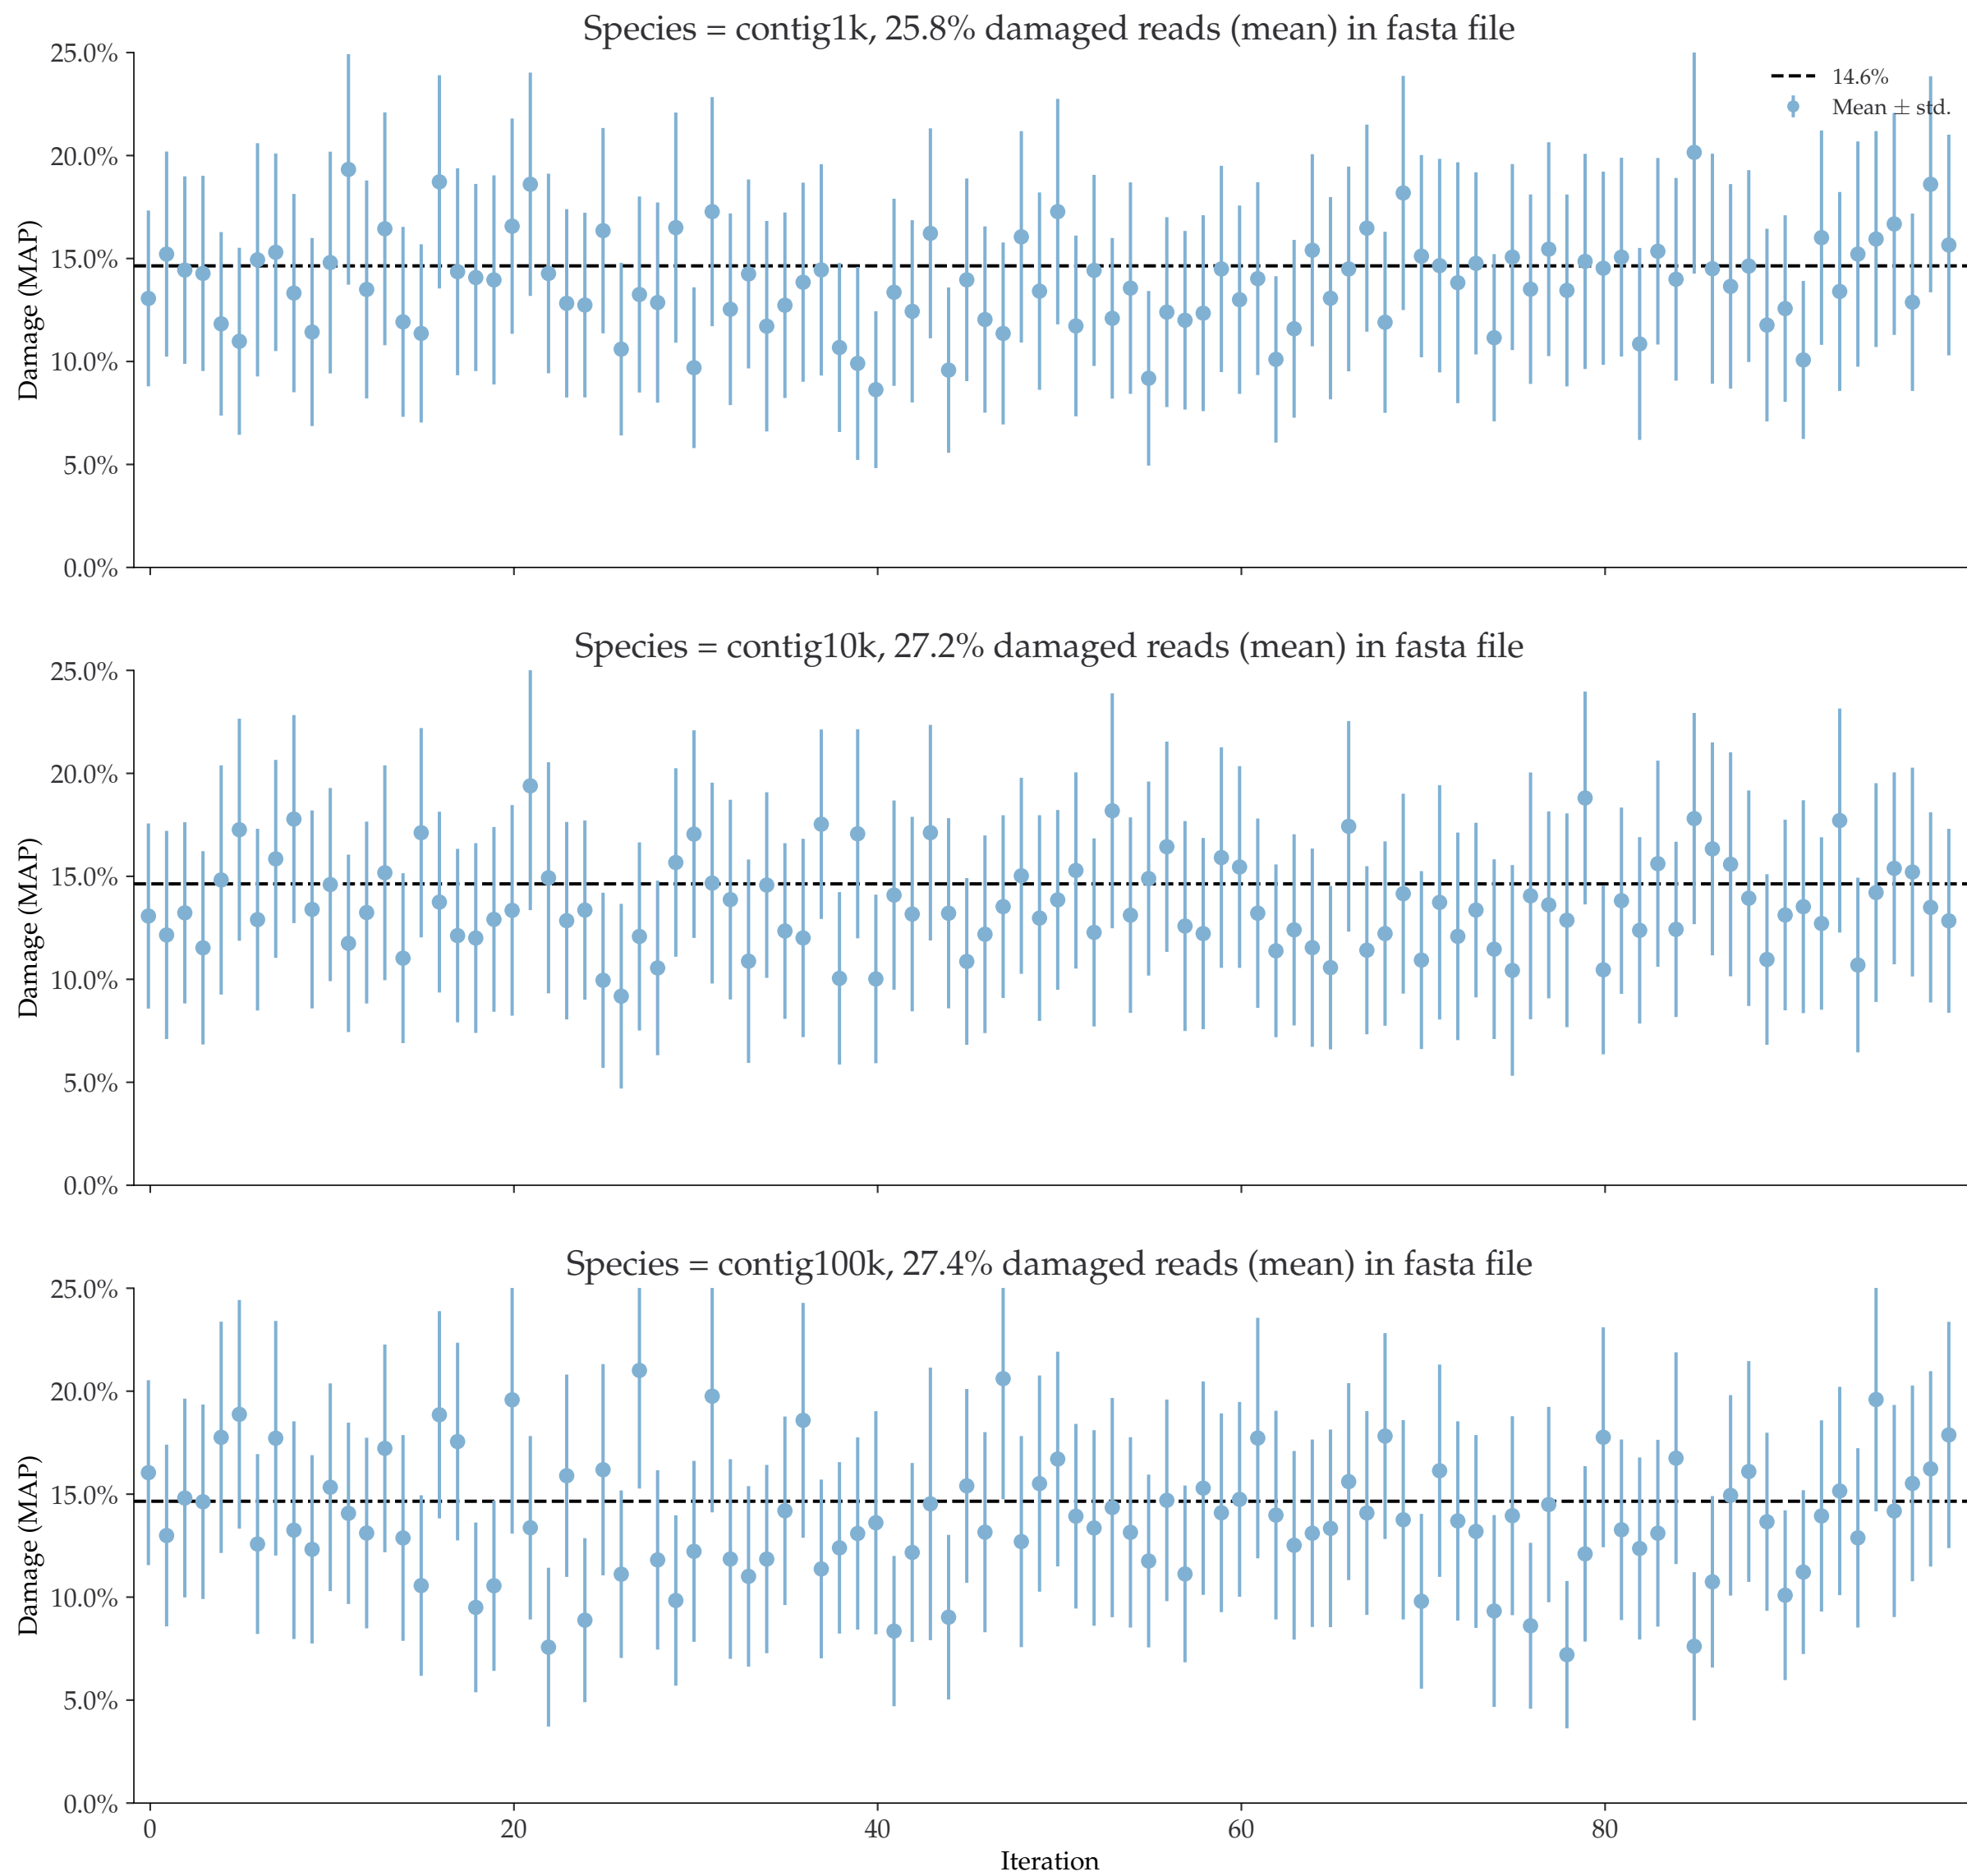 Species = contig1k, 25.8% damaged reads (mean) in fasta file
25.0%
20.0%
15.0%
10.0%
5.0%
0.0%
Damage (MAP)
14.6%
Mean ± std.
Species = contig10k, 27.2% damaged reads (mean) in fasta file
25.0%
20.0%
15.0%
10.0%
5.0%
0.0%
Damage (MAP)
Species = contig100k, 27.4% damaged reads (mean) in fasta file
25.0%
20.0%
15.0%
10.0%
5.0%
0.0%
Damage (MAP)
0 20 40 60 80
Iteration